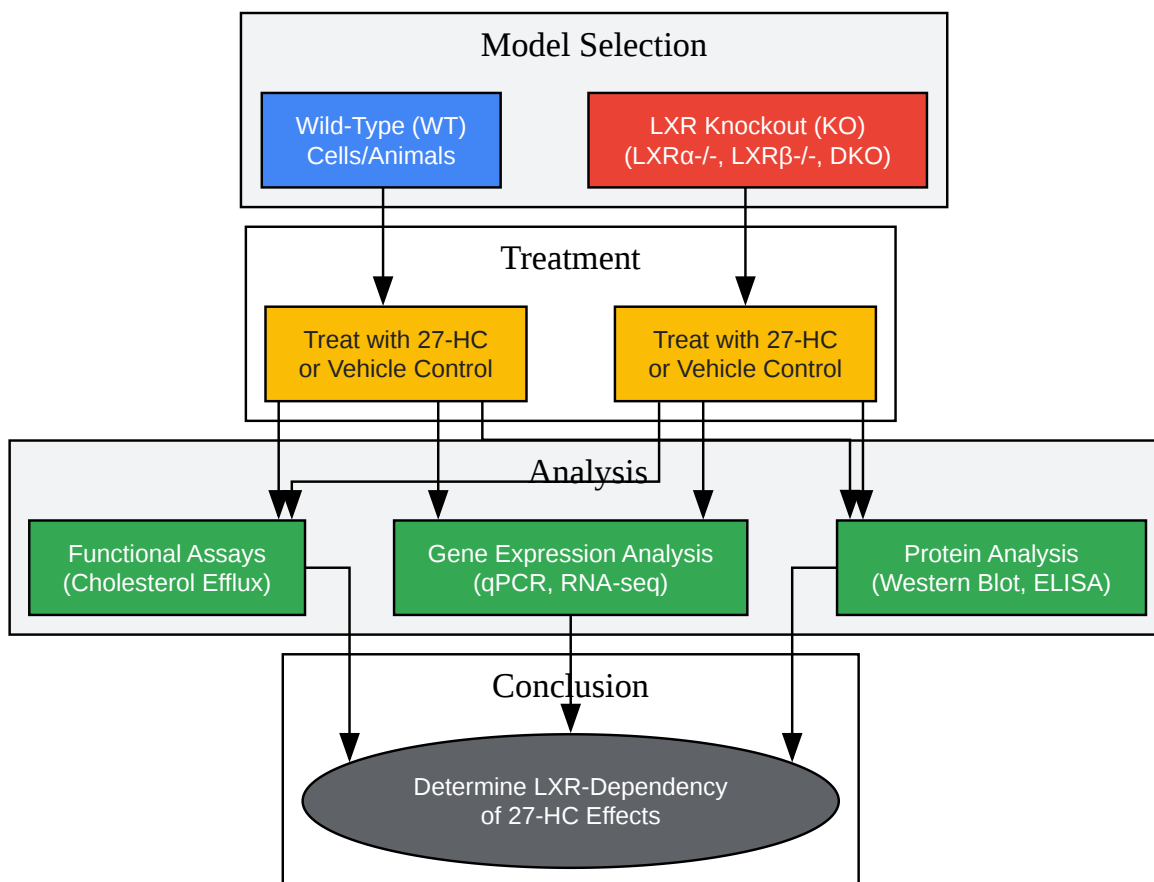 Model Selection
Wild-Type (WT)
Cells/Animals
LXR Knockout (KO)
(LXRα-/-, LXRβ-/-, DKO)
Treatment
Treat with 27-HC
or Vehicle Control
Treat with 27-HC
or Vehicle Control
Analysis
Functional Assays
(Cholesterol Efflux)
Gene Expression Analysis
(qPCR, RNA-seq)
Protein Analysis
(Western Blot, ELISA)
Conclusion
Determine LXR-Dependency
of 27-HC Effects